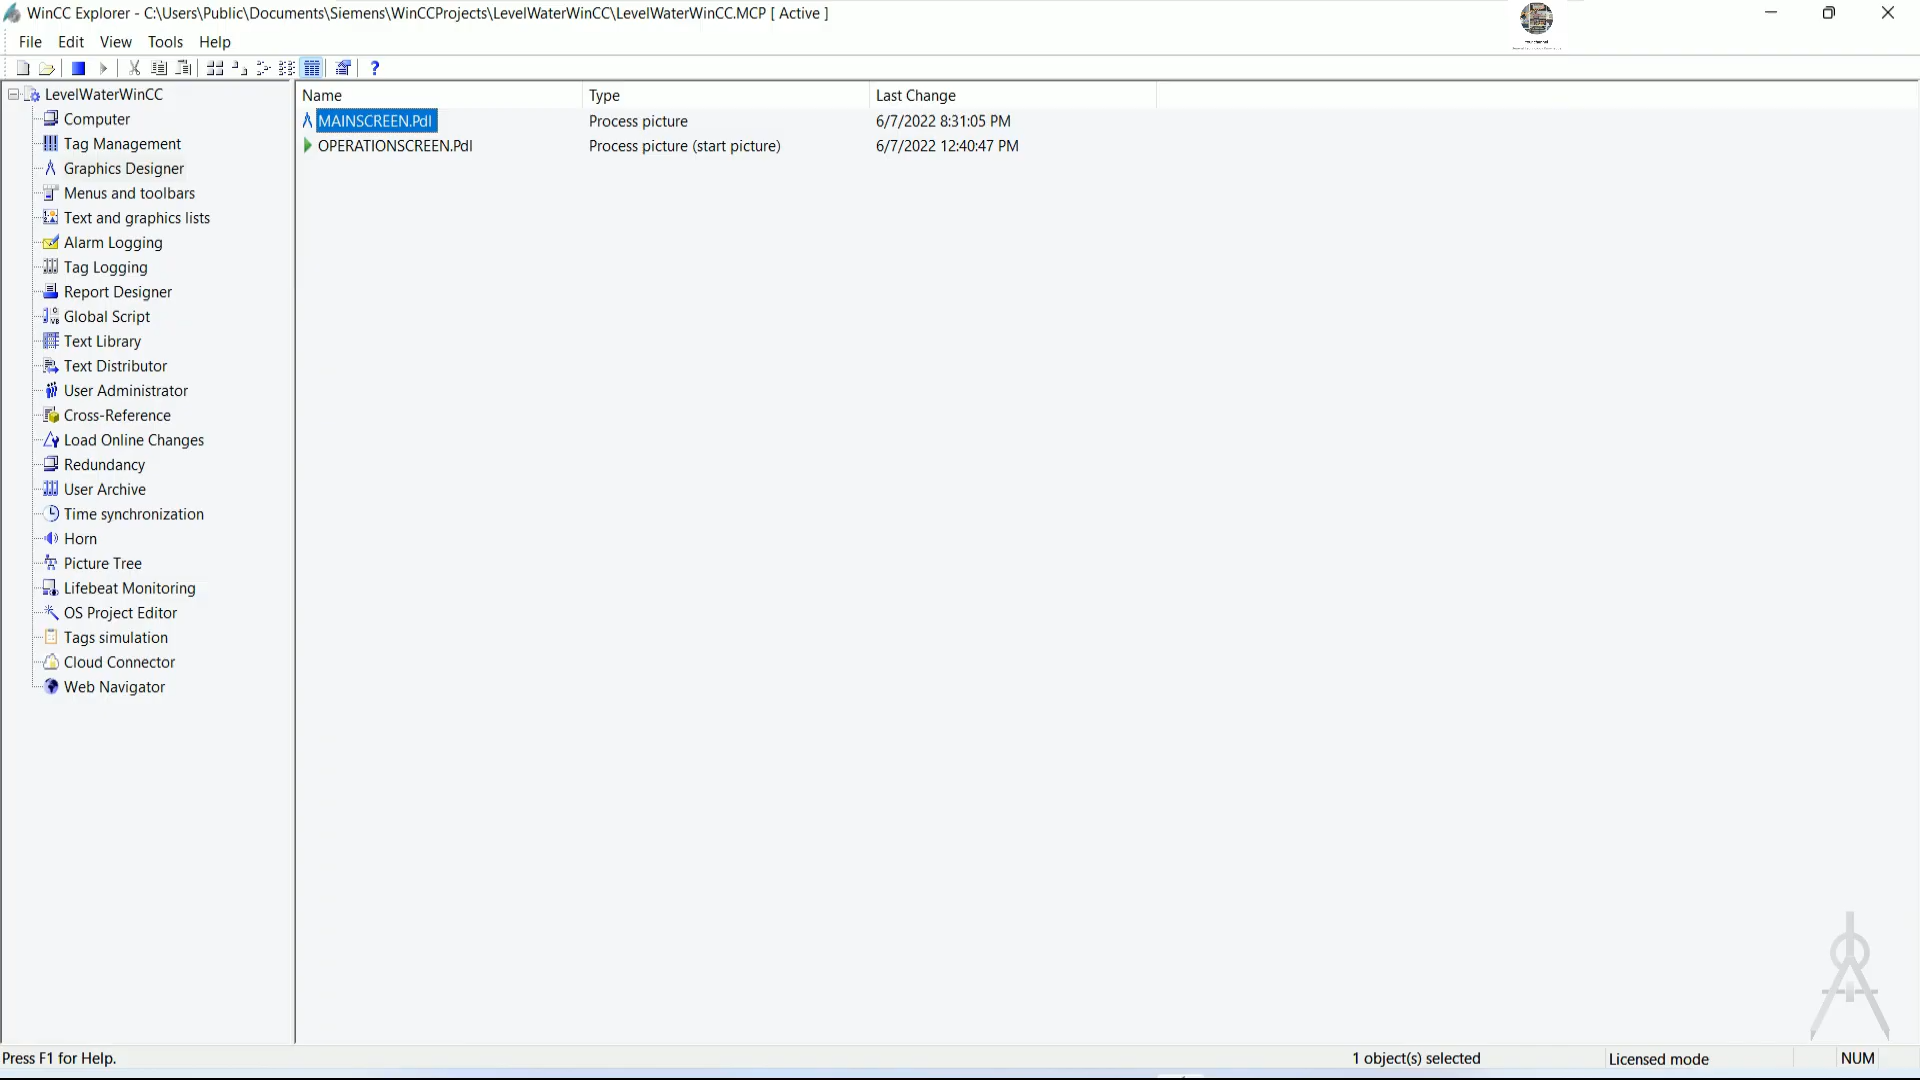 WinCC Explorer - C:\Users\Public\Documents\Siemens\WinCCProjects\LevelWaterWinCC\LevelWaterWinCC.MCP [ Active ]
File Edit View Tools Help
LevelWaterWinCC
Computer
Tag Management
Graphics Designer
Menus and toolbars
Text and graphics lists
Alarm Logging
Tag Logging
Report Designer
Global Script
Text Library
Text Distributor
User Administrator
Cross-Reference
Load Online Changes
Redundancy
User Archive
Time synchronization
Horn
Picture Tree
Lifebeat Monitoring
OS Project Editor
Tags simulation
Cloud Connector
Web Navigator
Name Type Last Change
MAINSCREEN.Pdl Process picture 6/7/2022 8:31:05 PM
OPERATIONSCREEN.Pdl Process picture (start picture) 6/7/2022 12:40:47 PM
Press F1 for Help. 1 object(s) selected Licensed mode NUM